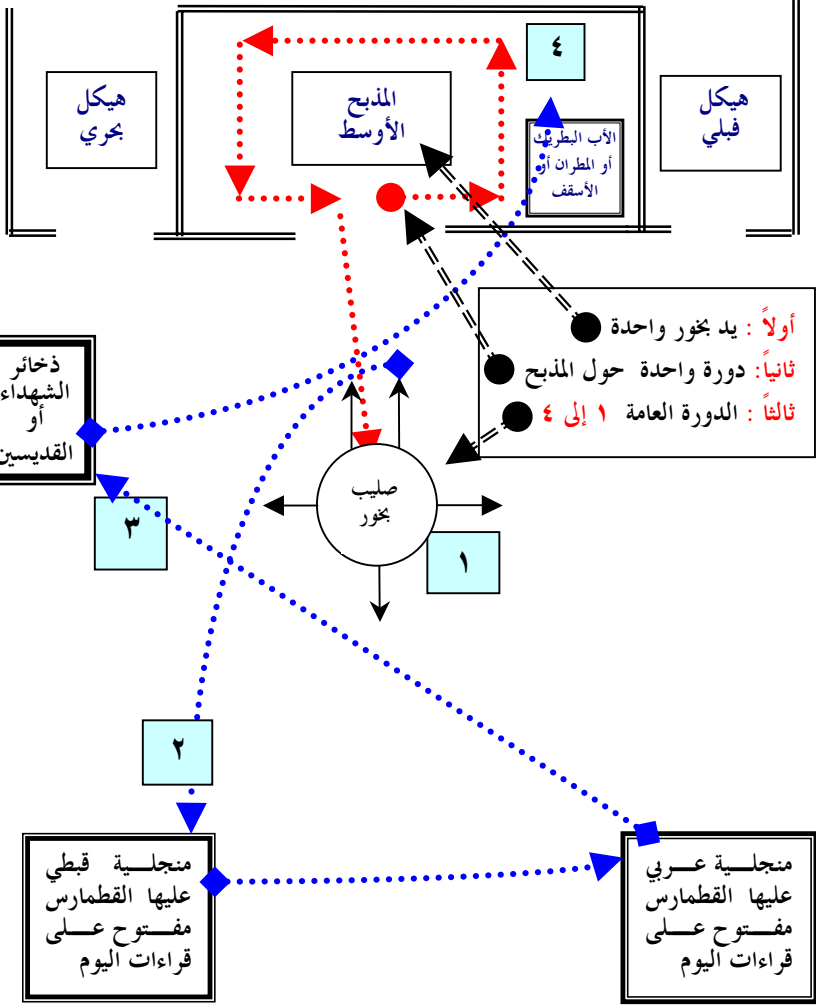 ٤
هيكل
قبلي
المذبح
الأوسط
هيكل
بحري
الأب البطريك
أو المطران أو
الأسقف
أولاً : يد بخور واحدة
ثانياً: دورة واحدة حول المذبح
ثالثاً : الدورة العامة ١ إلى ٤
ذخائر
الشهداء
أو
القديسين
صليب
بخور
٣
١
٢
منجلية عربي
عليها القطمارس
مفتوح على
قراءات اليوم
منجلية قبطي
عليها القطمارس
مفتوح على
قراءات اليوم